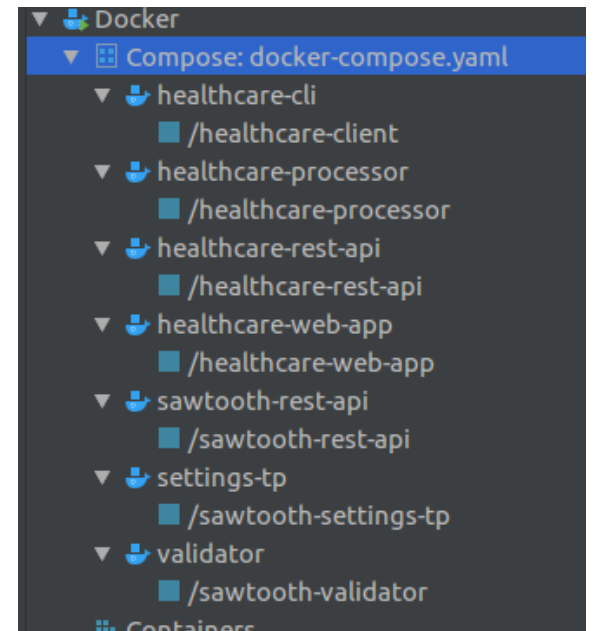 Docker
Compose: docker-compose.yaml
healthcare-cli
/healthcare-client
healthcare-processor
/healthcare-processor
healthcare-rest-api
/healthcare-rest-api
healthcare-web-app
/healthcare-web-app
sawtooth-rest-api
/sawtooth-rest-api
settings-tp
/sawtooth-settings-tp
validator
/sawtooth-validator
Containers